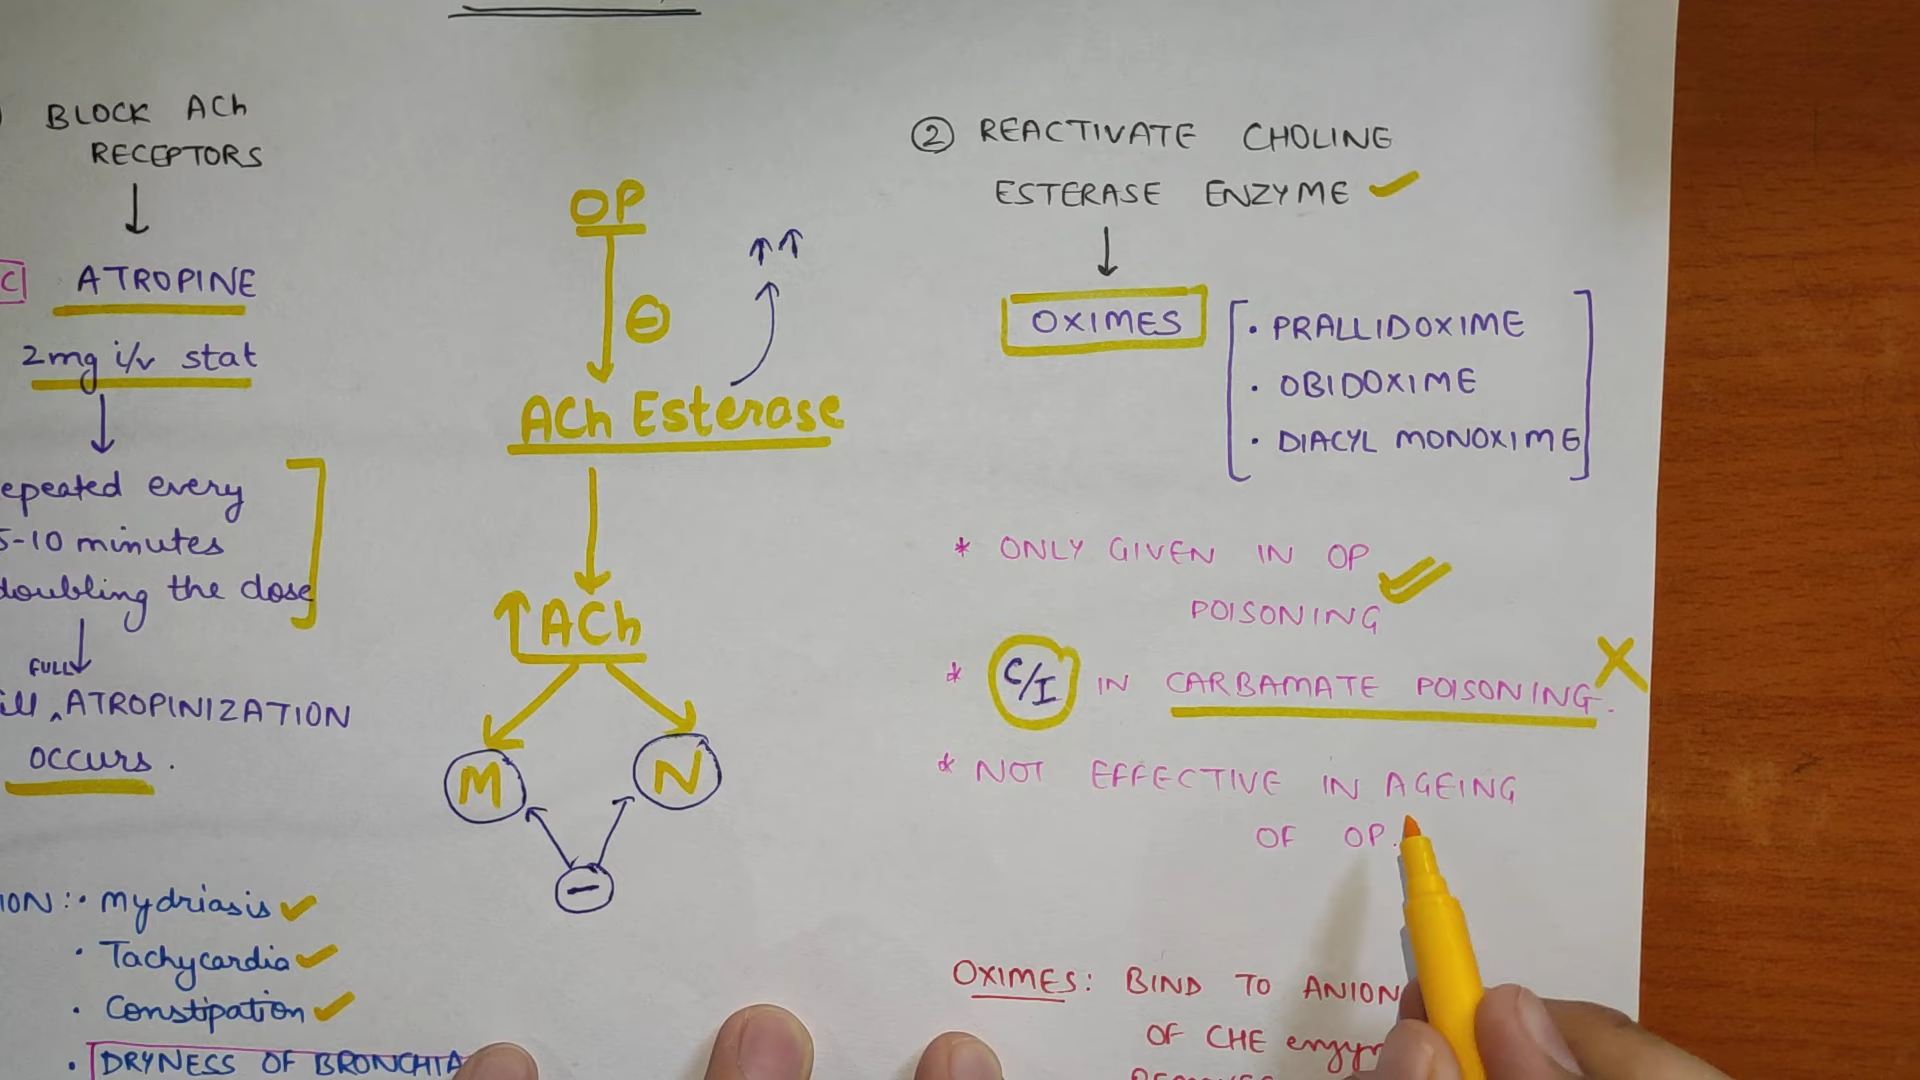 BLOCK ACh
RECEPTORS
C ATROPINE
2mg i/v stat
epeated every
5-10 minutes
doubling the dose
FULL
ill ATROPINIZATION
OCCURS.
ION: • Mydriasis
• Tachycardia
• Constipation
• DRYNESS OF BRONCHIA
OP
ACh Esterase
↑ACh
M N
② REACTIVATE CHOLINE
ESTERASE ENZYME
OXIMES
• PRALLIDOXIME
• OBIDOXIME
• DIACYL MONOXIME
* ONLY GIVEN IN OP
POISONING
* C/I IN CARBAMATE POISONING.
* NOT EFFECTIVE IN AGEING
OF OP.
OXIMES: BIND TO ANION
OF CHE enzy